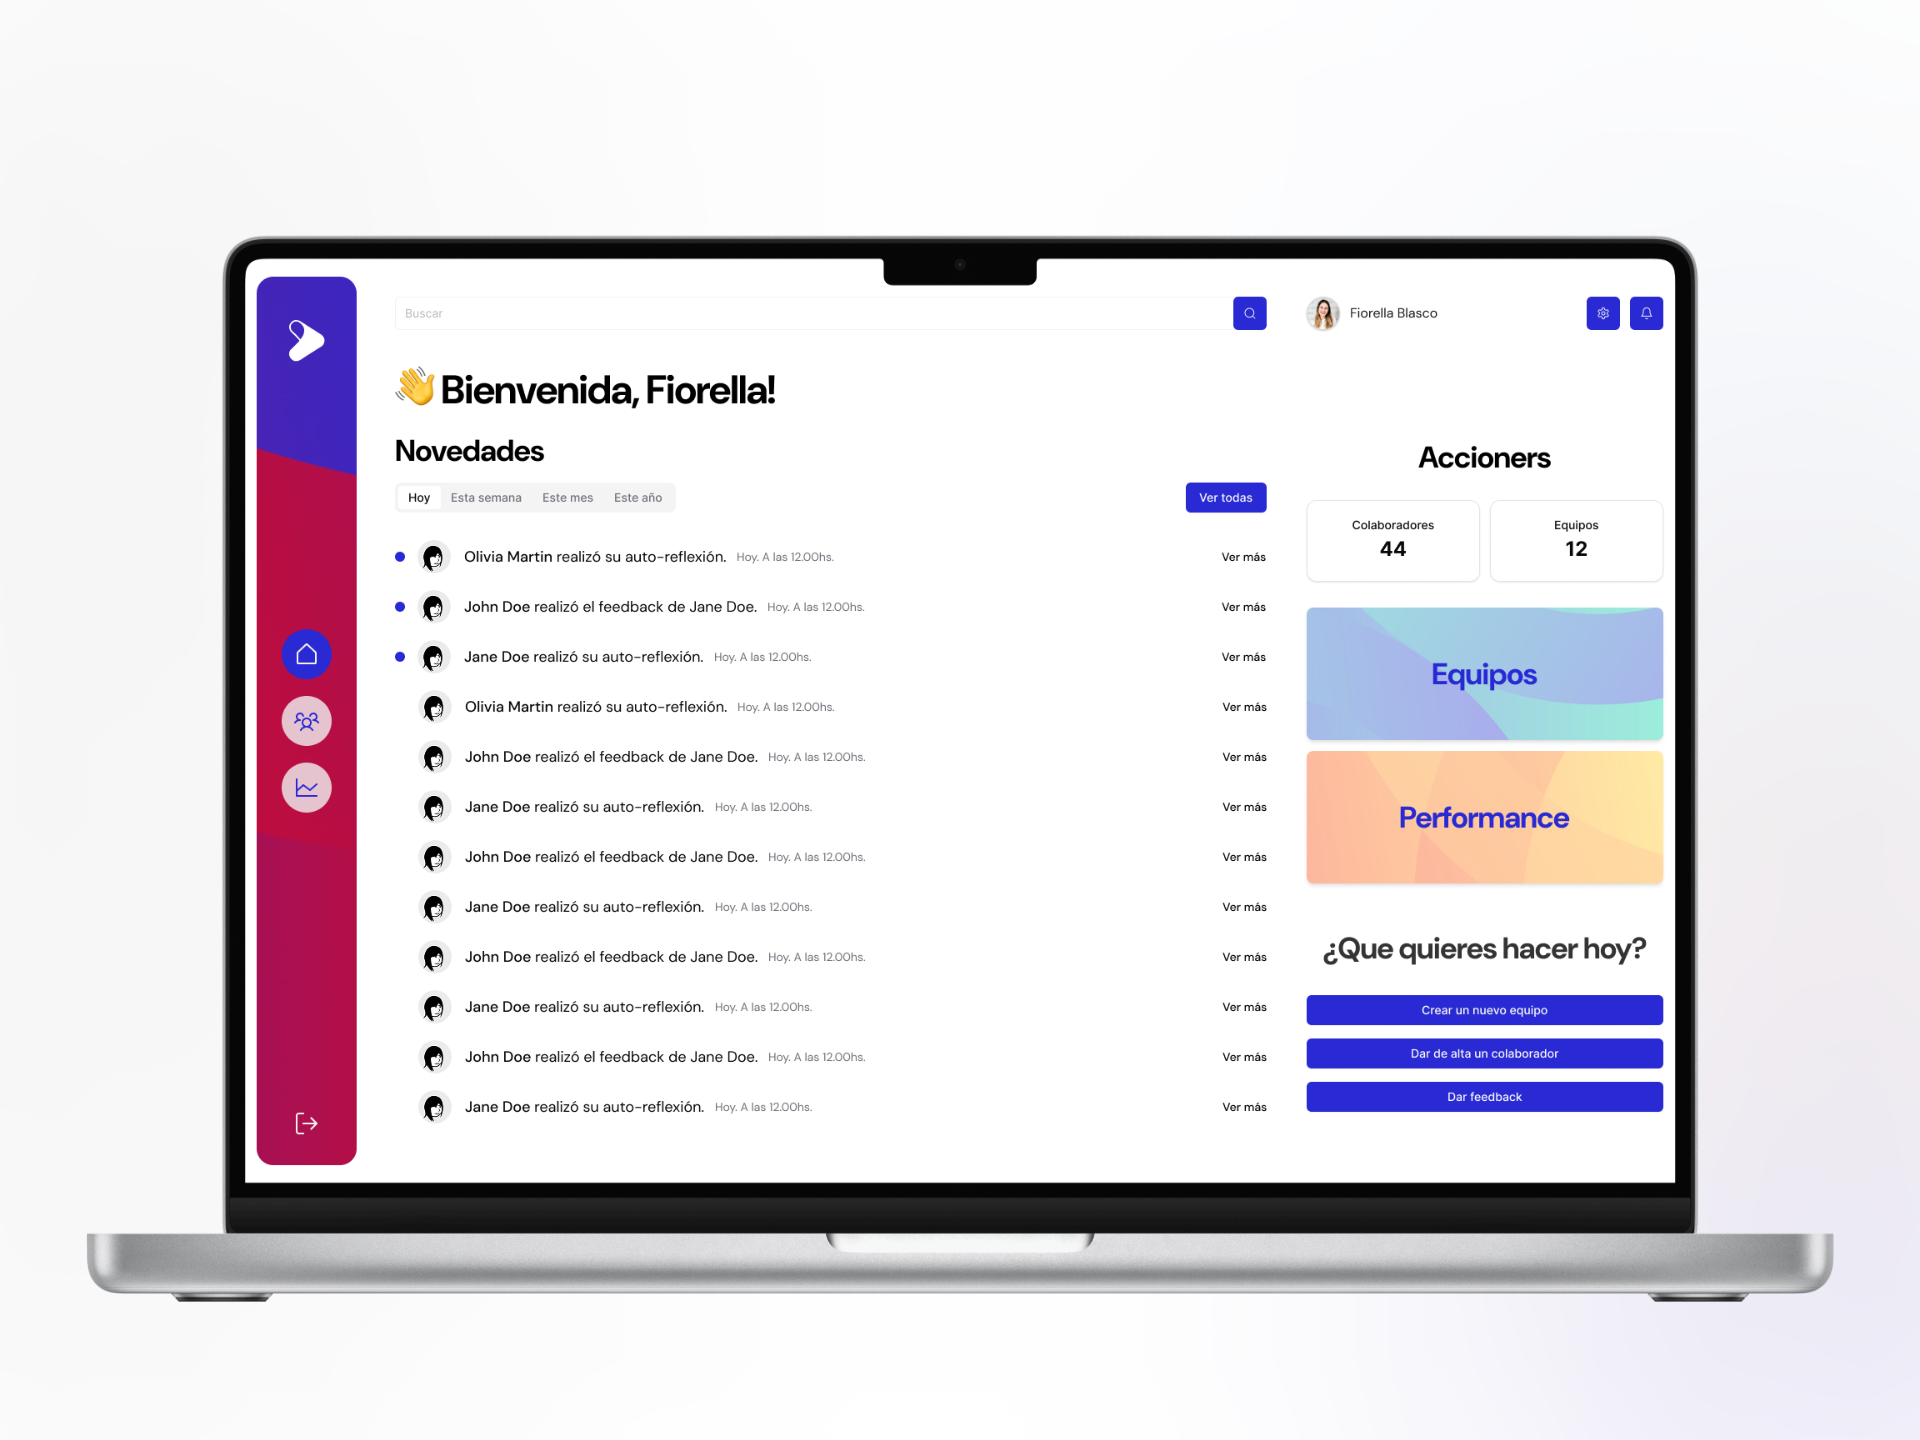 Buscar
Fiorella Blasco
👋 Bienvenida, Fiorella!
Novedades
Hoy Esta semana Este mes Este año
Ver todas
Olivia Martin realizó su auto-reflexión. Hoy. A las 12.00hs. Ver más
John Doe realizó el feedback de Jane Doe. Hoy. A las 12.00hs. Ver más
Jane Doe realizó su auto-reflexión. Hoy. A las 12.00hs. Ver más
Olivia Martin realizó su auto-reflexión. Hoy. A las 12.00hs. Ver más
John Doe realizó el feedback de Jane Doe. Hoy. A las 12.00hs. Ver más
Jane Doe realizó su auto-reflexión. Hoy. A las 12.00hs. Ver más
John Doe realizó el feedback de Jane Doe. Hoy. A las 12.00hs. Ver más
Jane Doe realizó su auto-reflexión. Hoy. A las 12.00hs. Ver más
John Doe realizó el feedback de Jane Doe. Hoy. A las 12.00hs. Ver más
Jane Doe realizó su auto-reflexión. Hoy. A las 12.00hs. Ver más
John Doe realizó el feedback de Jane Doe. Hoy. A las 12.00hs. Ver más
Jane Doe realizó su auto-reflexión. Hoy. A las 12.00hs. Ver más
Accioners
Colaboradores
44
Equipos
12
Equipos
Performance
¿Que quieres hacer hoy?
Crear un nuevo equipo
Dar de alta un colaborador
Dar feedback